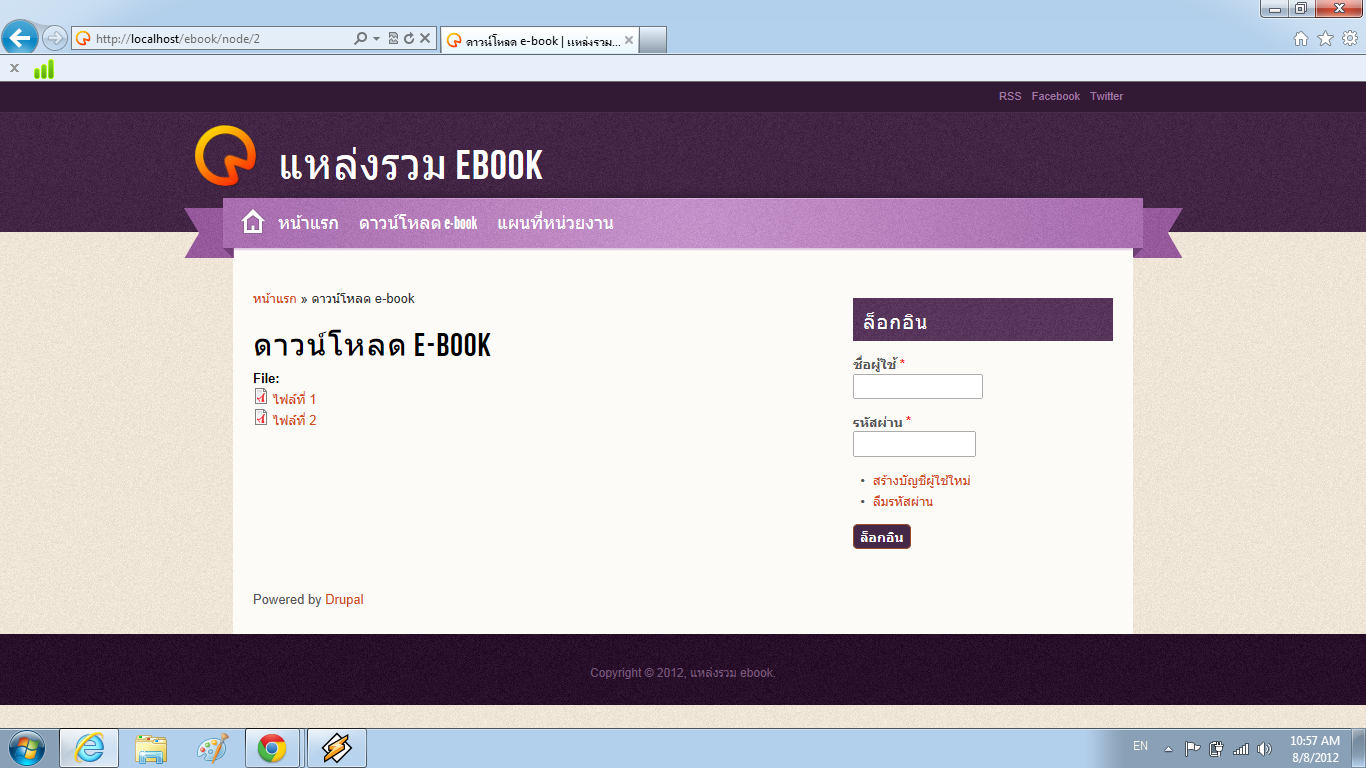 http://localhost/ebook/node/2
ดาวน์โหลด e-book | แหล่งรวม...
RSS Facebook Twitter
แหล่งรวม EBOOK
หน้าแรก ดาวน์โหลด e-book แผนที่หน่วยงาน
หน้าแรก » ดาวน์โหลด e-book
ดาวน์โหลด E-BOOK
File:
ไฟล์ที่ 1
ไฟล์ที่ 2
ล็อกอิน
ชื่อผู้ใช้ *
รหัสผ่าน *
• สร้างบัญชีผู้ใช้ใหม่
• ลืมรหัสผ่าน
ล็อกอิน
Powered by Drupal
Copyright © 2012, แหล่งรวม ebook.
EN
10:57 AM
8/8/2012